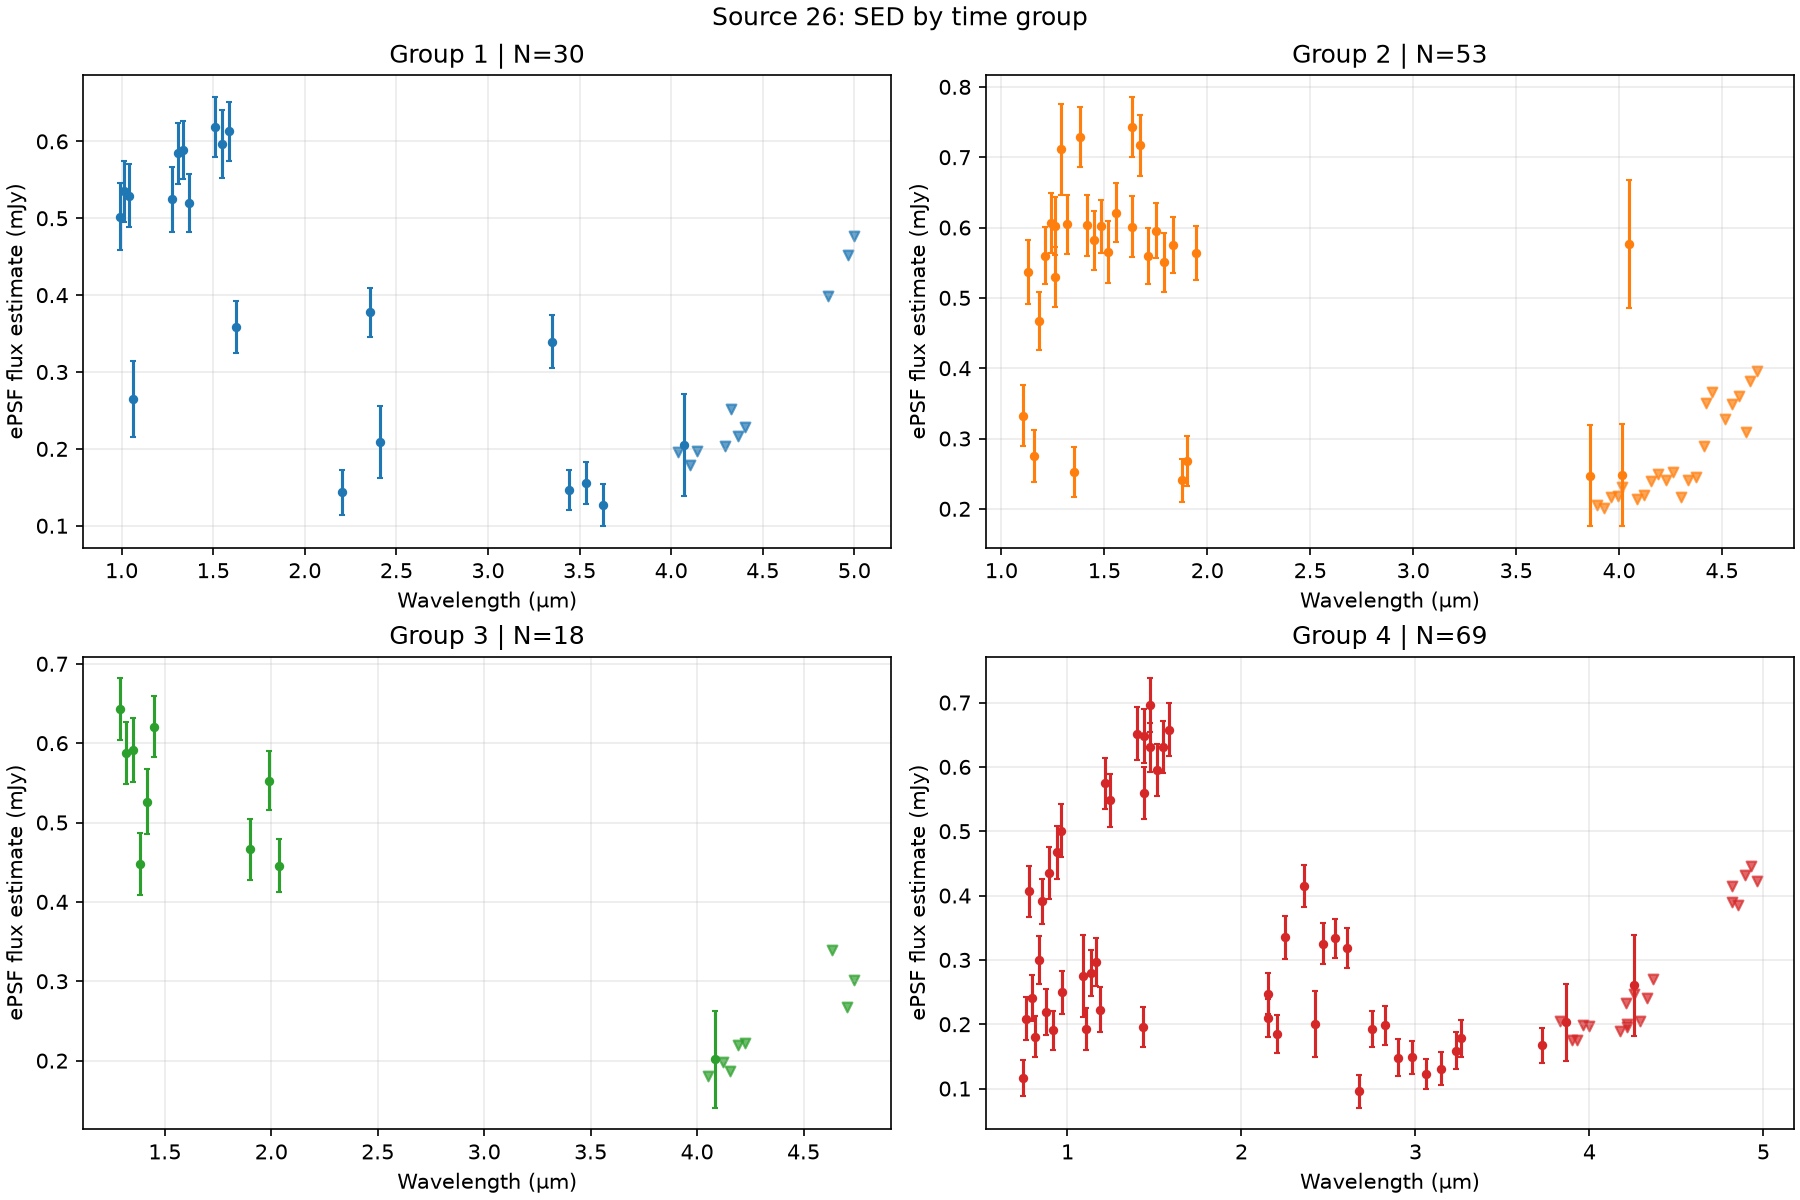 Source 26: SED by time group
Group 1 | N=30
ePSF flux estimate (mJy)
0.6
0.5
0.4
0.3
0.2
0.1
1.0 1.5 2.0 2.5 3.0 3.5 4.0 4.5 5.0
Wavelength (µm)
Group 2 | N=53
ePSF flux estimate (mJy)
0.8
0.7
0.6
0.5
0.4
0.3
0.2
1.0 1.5 2.0 2.5 3.0 3.5 4.0 4.5
Wavelength (µm)
Group 3 | N=18
ePSF flux estimate (mJy)
0.7
0.6
0.5
0.4
0.3
0.2
1.5 2.0 2.5 3.0 3.5 4.0 4.5
Wavelength (µm)
Group 4 | N=69
ePSF flux estimate (mJy)
0.7
0.6
0.5
0.4
0.3
0.2
0.1
1 2 3 4 5
Wavelength (µm)